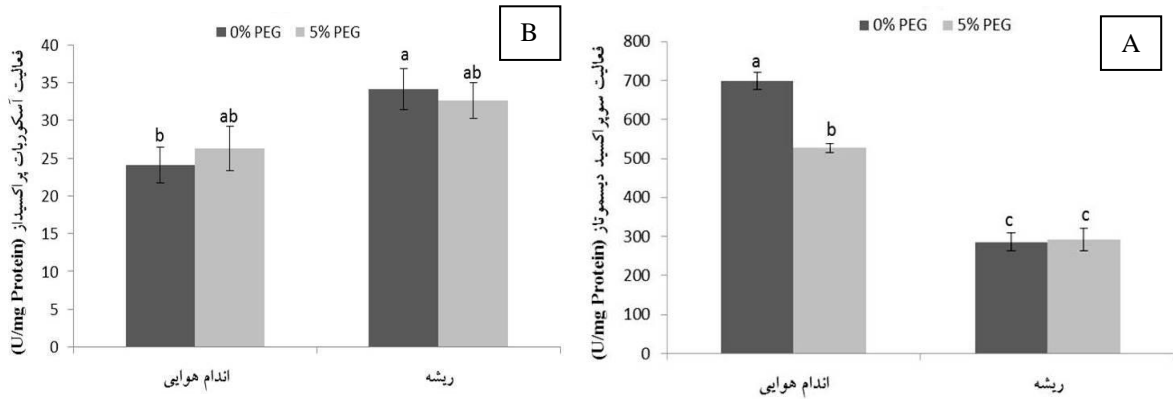 B
0% PEG 5% PEG
فعالیت آسکوربات پراکسیداز
(U/mg Protein)
40
35
30
25
20
15
10
5
0
b
ab
a
ab
اندام هوایی
ریشه
A
0% PEG 5% PEG
فعالیت سوپراکسید دیسموتاز
(U/mg Protein)
800
700
600
500
400
300
200
100
0
a
b
c
c
اندام هوایی
ریشه